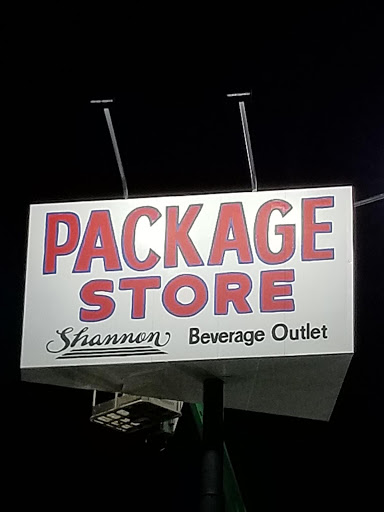 PACKAGE
STORE
Shannon Beverage Outlet